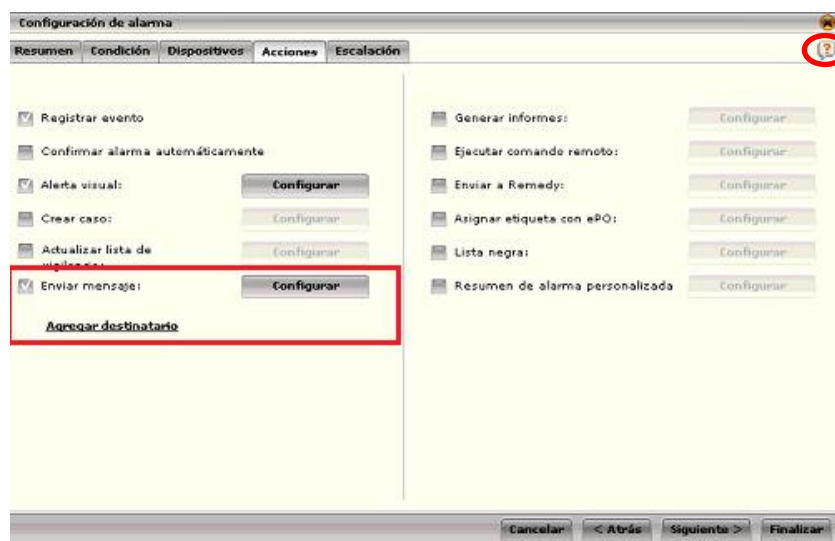 Configuración de alarma
Resumen Condición Dispositivos Acciones Escalación
?
Registrar evento
Confirmar alarma automáticamente
Alerta visual: Configurar
Crear caso: Configurar
Actualizar lista de Configurar
Enviar mensaje: Configurar
Agregar destinatario
Generar informes: Configurar
Ejecutar comando remoto: Configurar
Enviar a Remedy: Configurar
Asignar etiqueta con ePO: Configurar
Lista negra: Configurar
Resumen de alarma personalizada Configurar
Cancelar < Atrás Siguiente > Finalizar